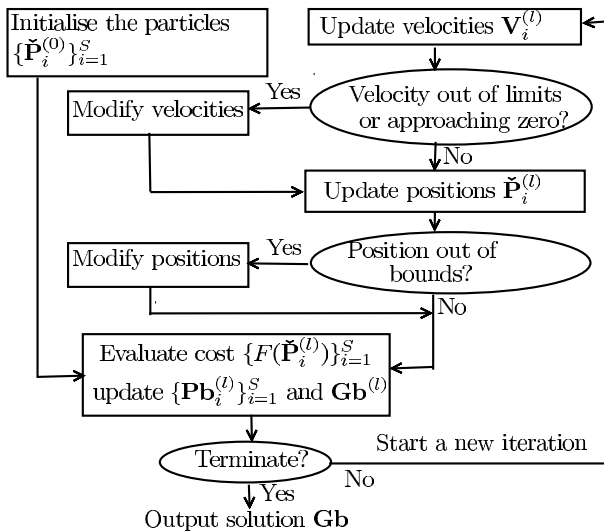 Initialise the particles
{P̌_i^(0)}_{i=1}^S
Update velocities V_i^(l)
Velocity out of limits
or approaching zero?
Yes
Modify velocities
No
Update positions P̌_i^(l)
Position out of
bounds?
Yes
Modify positions
No
Evaluate cost {F(P̌_i^(l))}_{i=1}^S
update {Pb_i^(l)}_{i=1}^S and Gb^(l)
Terminate?
Start a new iteration
No
Yes
Output solution Gb